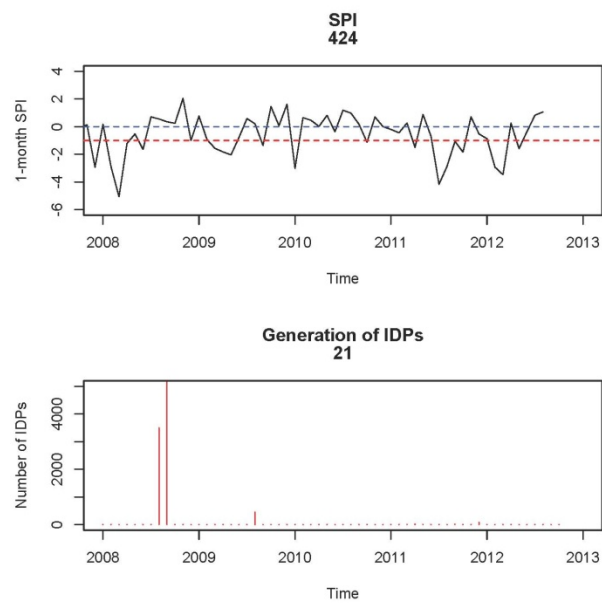 SPI
424
1-month SPI
4
2
0
-2
-4
-6
2008 2009 2010 2011 2012 2013
Time
Generation of IDPs
21
Number of IDPs
4000
2000
0
2008 2009 2010 2011 2012 2013
Time